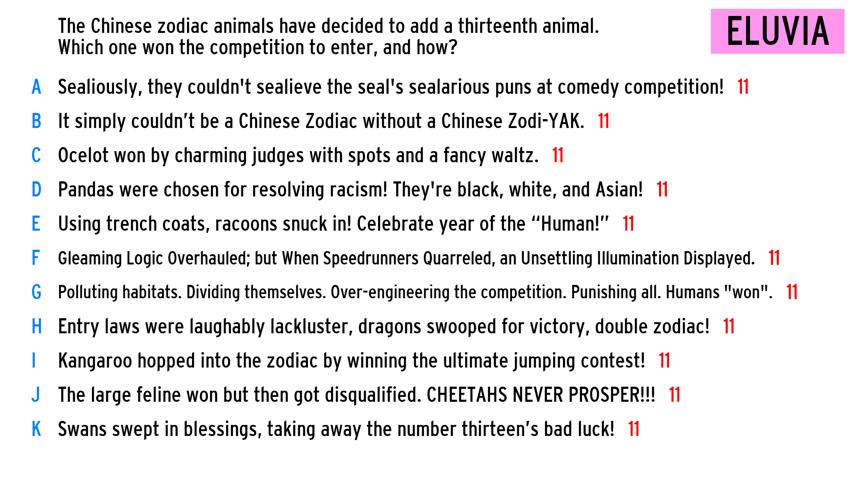 The Chinese zodiac animals have decided to add a thirteenth animal.
Which one won the competition to enter, and how?
ELUVIA
A Sealiously, they couldn't sealieve the seal's sealarious puns at comedy competition! 11
B It simply couldn’t be a Chinese Zodiac without a Chinese Zodi-YAK. 11
C Ocelot won by charming judges with spots and a fancy waltz. 11
D Pandas were chosen for resolving racism! They're black, white, and Asian! 11
E Using trench coats, racoons snuck in! Celebrate year of the “Human!” 11
F Gleaming Logic Overhauled; but When Speedrunners Quarreled, an Unsettling Illumination Displayed. 11
G Polluting habitats. Dividing themselves. Over-engineering the competition. Punishing all. Humans "won". 11
H Entry laws were laughably lackluster, dragons swooped for victory, double zodiac! 11
I Kangaroo hopped into the zodiac by winning the ultimate jumping contest! 11
J The large feline won but then got disqualified. CHEETAHS NEVER PROSPER!!! 11
K Swans swept in blessings, taking away the number thirteen’s bad luck! 11